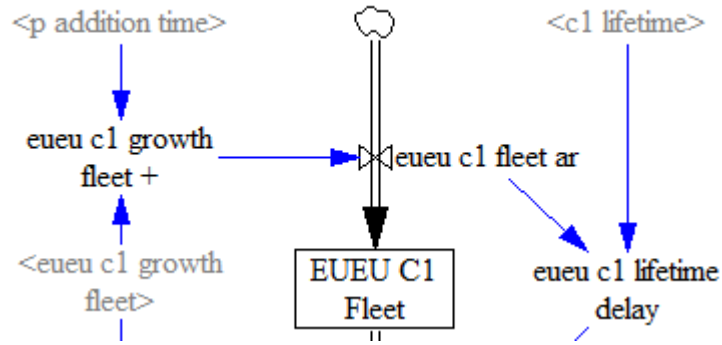 <p addition time>
<c1 lifetime>
eueu c1 growth
fleet +
eueu c1 fleet ar
<eueu c1 growth
fleet>
EUEU C1
Fleet
eueu c1 lifetime
delay